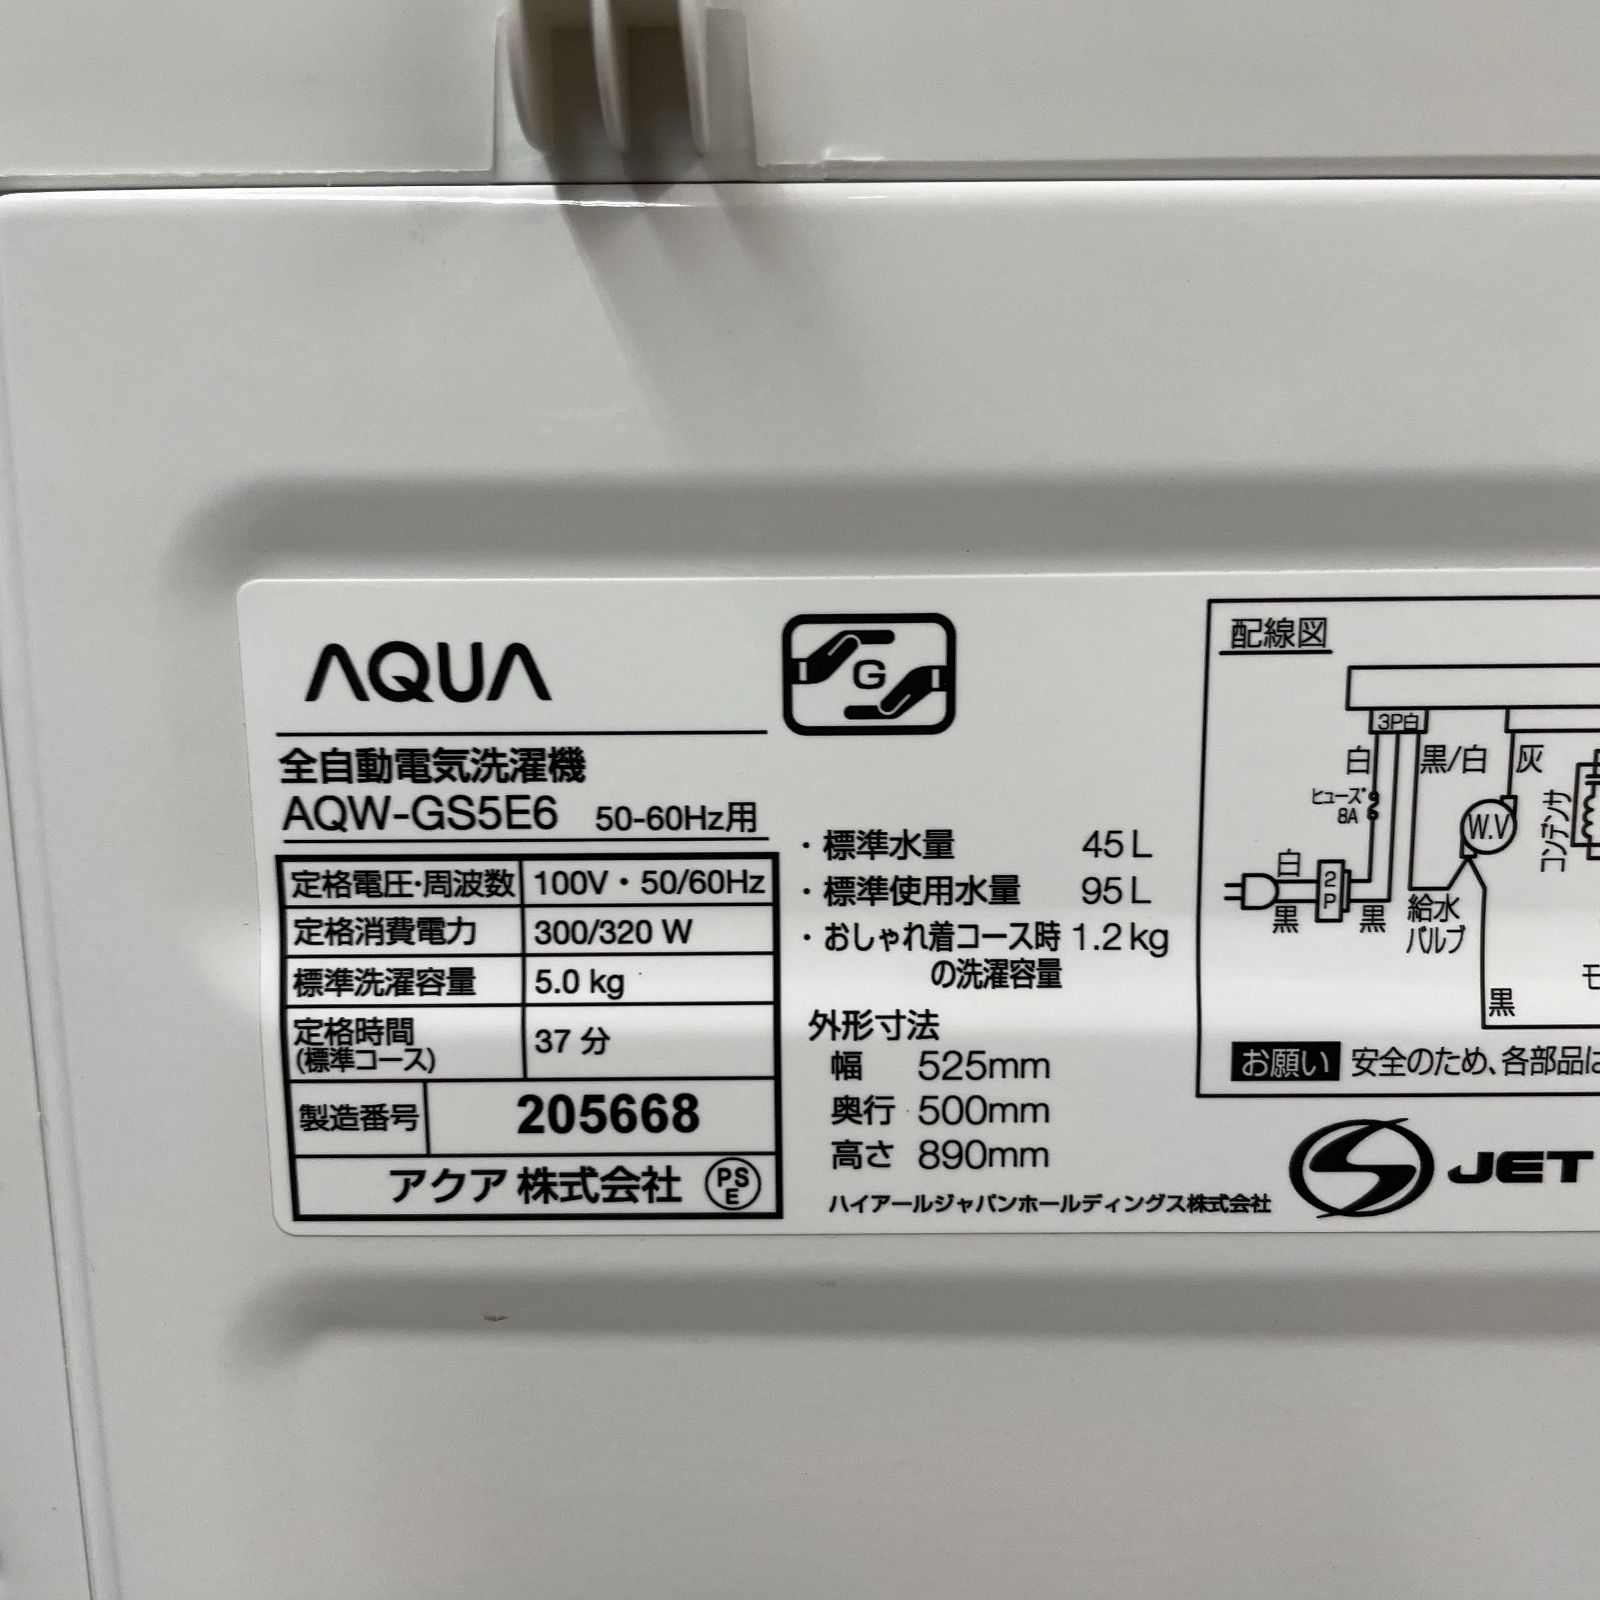 AQUA
全自動電気洗濯機
AQW-GS5E6 50-60Hz用
定格電圧・周波数 100V・50/60Hz
定格消費電力 300/320 W
標準洗濯容量 5.0 kg
定格時間 37 分
(標準コース)
製造番号 205668
アクア 株式会社 PS E
G
・標準水量 45L
・標準使用水量 95L
・おしゃれ着コース時 1.2kg
の洗濯容量
外形寸法
幅 525mm
奥行 500mm
高さ 890mm
ハイアールジャパンホールディングス株式会社
配線図
3P白
白 黒/白 灰
ヒューズ
8A
W.V
コンデンサ
白
2P
黒 黒
給水
バルブ
モ
黒
お願い 安全のため、各部品は
JET